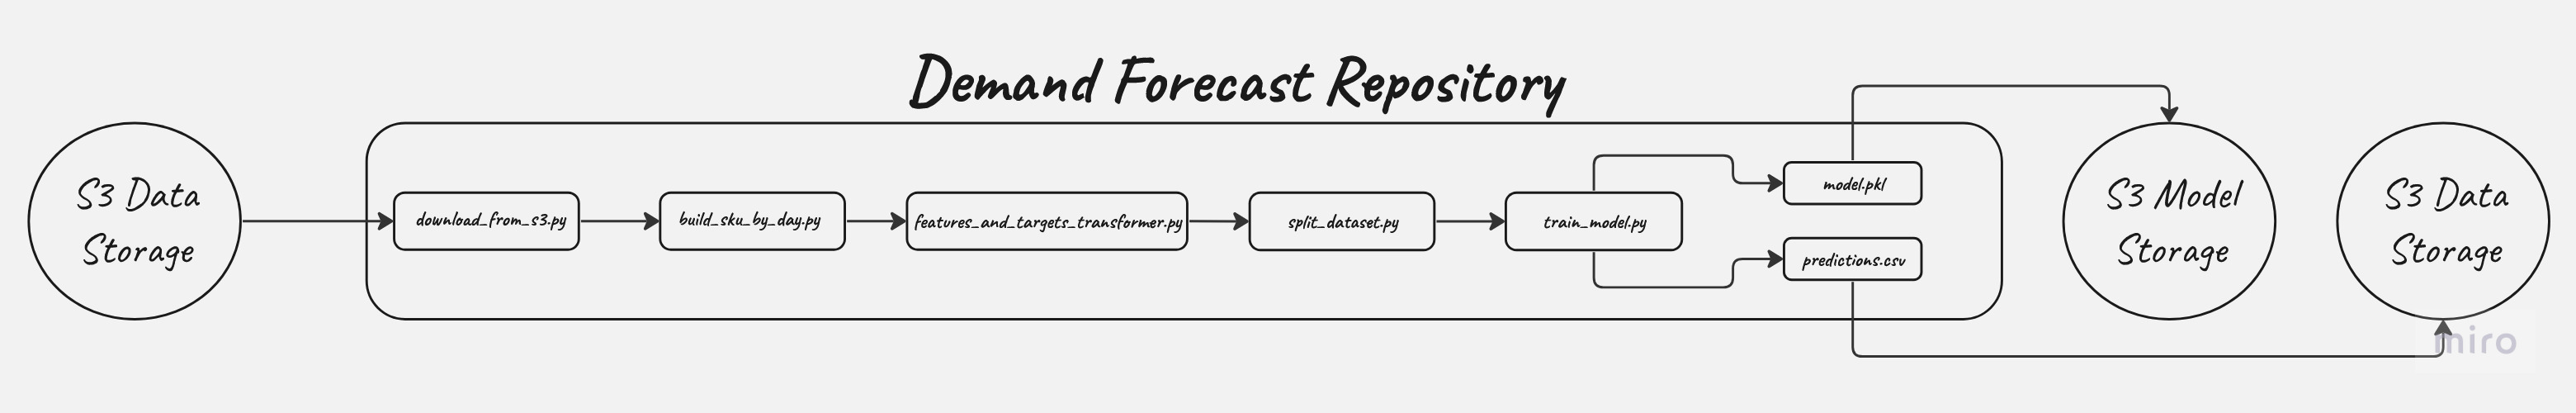 Demand Forecast Repository
S3 Data
Storage
download_from_s3.py
build_sku_by_day.py
features_and_targets_transformer.py
split_dataset.py
train_model.py
model.pkl
predictions.csv
S3 Model
Storage
S3 Data
Storage
miro